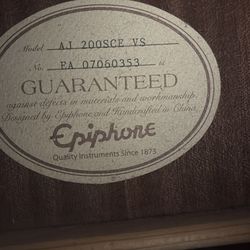 Model AJ 200SCE VS
No. EA 07060353 is
GUARANTEED
against defects in materials and workmanship.
Designed by Epiphone and Handcrafted in China.
Epiphone
Quality Instruments Since 1873